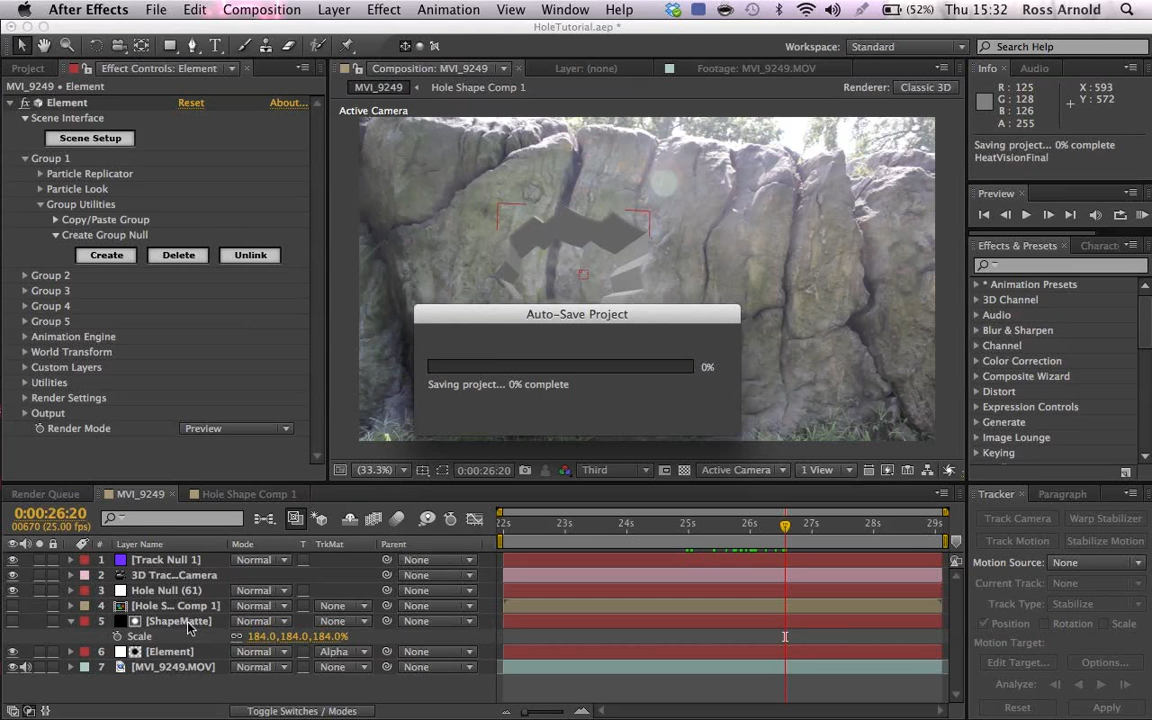 After Effects File Edit Composition Layer Effect Animation View Window Help (52%) Thu 15:32 Ross Arnold
HoleTutorial.aep *
Workspace: Standard Search Help
Project Effect Controls: Element Composition: MVI_9249 Layer: (none) Footage: MVI_9249.MOV Info Audio
MVI_9249 • Element
MVI_9249 Hole Shape Comp 1 Renderer: Classic 3D
R: 125
G: 128
B: 126
A: 255
X: 593
Y: 572
Saving project... 0% complete
HeatVisionFinal
fx Element Reset About...
Active Camera
Scene Interface
Scene Setup
Group 1
Particle Replicator
Particle Look
Group Utilities
Copy/Paste Group
Create Group Null
Create Delete Unlink
Group 2
Group 3
Group 4
Group 5
Animation Engine
World Transform
Custom Layers
Utilities
Render Settings
Output
Render Mode Preview
Auto-Save Project
0%
Saving project... 0% complete
Preview
Effects & Presets Charact
* Animation Presets
3D Channel
Audio
Blur & Sharpen
Channel
Color Correction
Composite Wizard
Distort
Expression Controls
Generate
Image Lounge
Keying
(33.3%) 0:00:26:20 Third Active Camera 1 View
Render Queue MVI_9249 Hole Shape Comp 1
0:00:26:20
00670 (25.00 fps)
22s 23s 24s 25s 26s 27s 28s 29s
# Layer Name Mode T TrkMat Parent
1 [Track Null 1] Normal None
2 3D Trac...Camera Normal None
3 Hole Null (61) Normal None
4 [Hole S... Comp 1] Normal None None
5 [ShapeMatte] Normal None None
Scale 184.0,184.0,184.0%
6 [Element] Normal Alpha None
7 [MVI_9249.MOV] Normal None None
Toggle Switches / Modes
Tracker Paragraph
Track Camera Warp Stabilizer
Track Motion Stabilize Motion
Motion Source: None
Current Track: None
Track Type: Stabilize
Position Rotation Scale
Motion Target:
Edit Target... Options...
Analyze:
Reset Apply